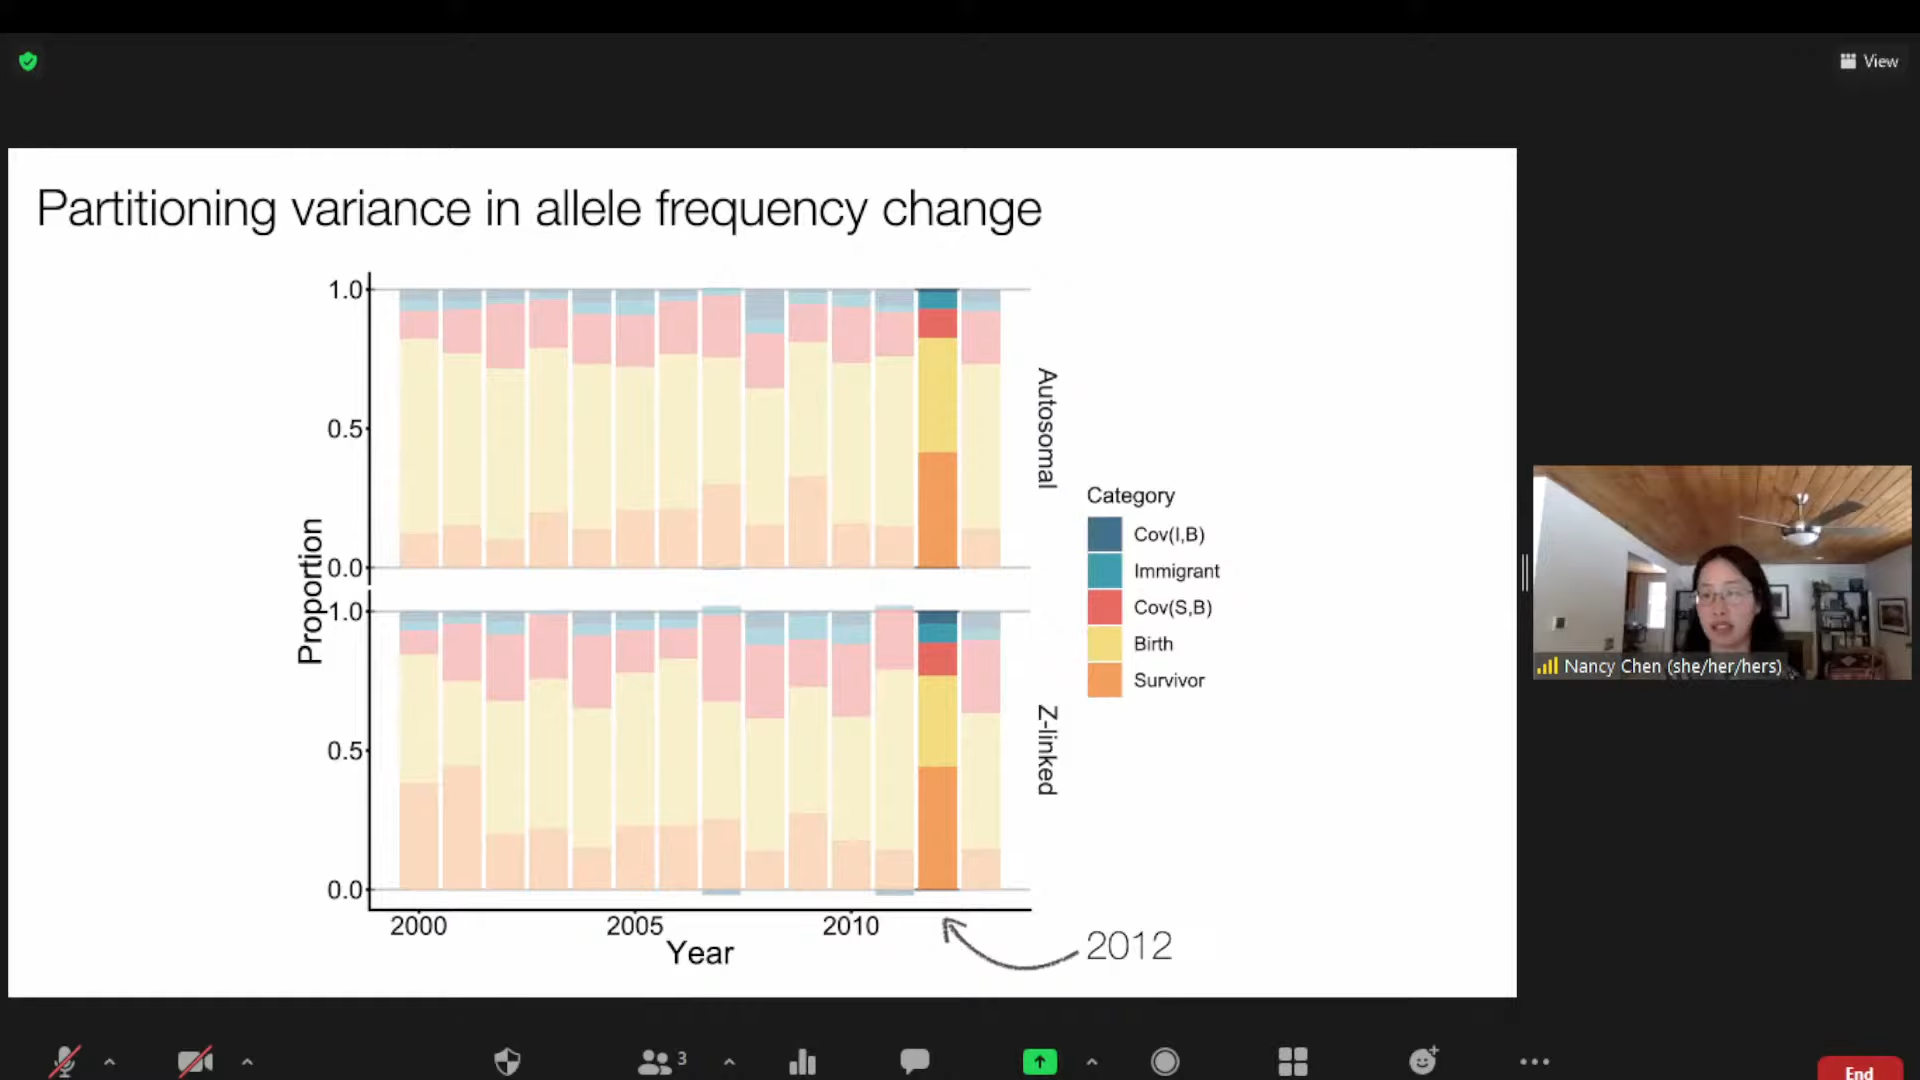 View
Partitioning variance in allele frequency change
1.0
0.5
0.0
Autosomal
Proportion
1.0
0.5
0.0
Z-linked
2000
2005
2010
Year
2012
Category
Cov(I,B)
Immigrant
Cov(S,B)
Birth
Survivor
Nancy Chen (she/her/hers)
3
End